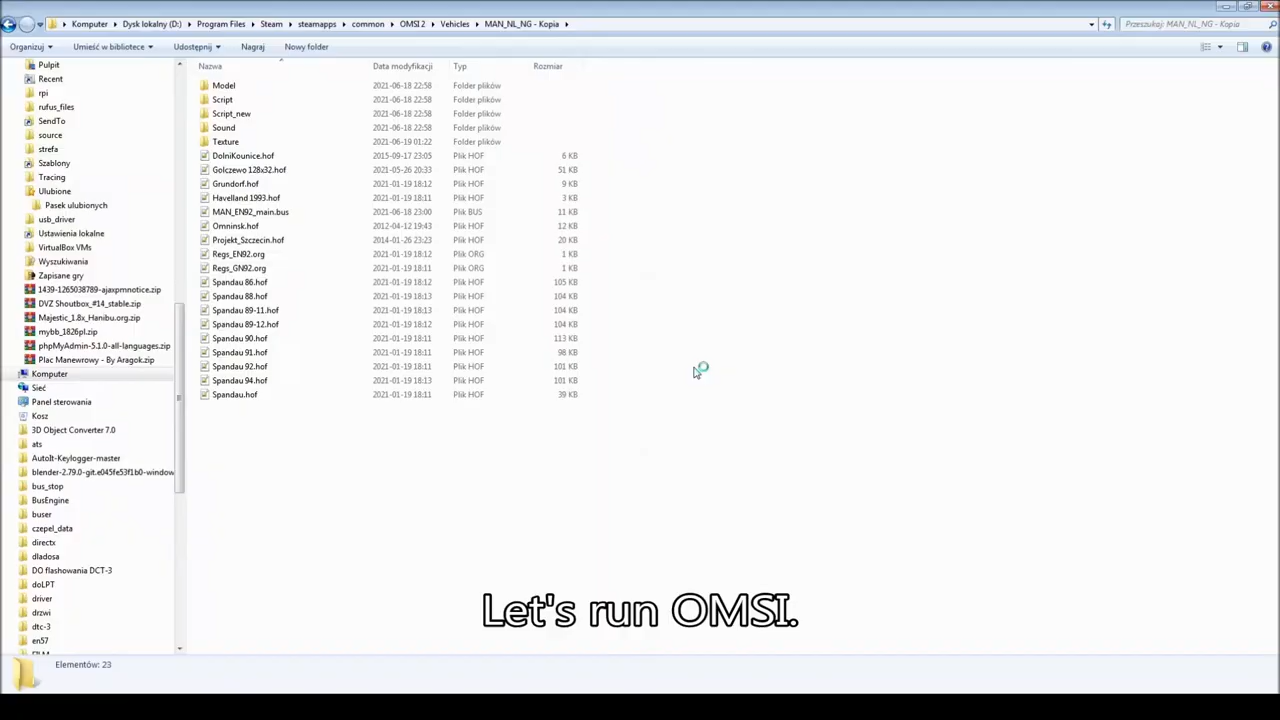 Komputer ▸ Dysk lokalny (D:) ▸ Program Files ▸ Steam ▸ steamapps ▸ common ▸ OMSI 2 ▸ Vehicles ▸ MAN_NL_NG - Kopia ▸
Przeszukaj: MAN_NL_NG - Kopia
Organizuj Umieść w bibliotece Udostępnij Nagraj Nowy folder
Pulpit
Recent
rpi
rufus_files
SendTo
source
strefa
Szablony
Tracing
Ulubione
Pasek ulubionych
usb_driver
Ustawienia lokalne
VirtualBox VMs
Wyszukiwania
Zapisane gry
1439-1265038789-ajaxpmnotice.zip
DVZ Shoutbox_#14_stable.zip
Majestic_1.8x_Hanibu.org.zip
mybb_1826pl.zip
phpMyAdmin-5.1.0-all-languages.zip
Plac Manewrowy - By Aragok.zip
Komputer
Sieć
Panel sterowania
Kosz
3D Object Converter 7.0
ats
AutoIt-Keylogger-master
blender-2.79.0-git.e045fe53f1b0-window
bus_stop
BusEngine
buser
czepel_data
directx
dladosa
DO flashowania DCT-3
doLPT
driver
drzwi
dtc-3
en57
FILM
Nazwa Data modyfikacji Typ Rozmiar
Model 2021-06-18 22:58 Folder plików
Script 2021-06-18 22:58 Folder plików
Script_new 2021-06-18 22:58 Folder plików
Sound 2021-06-18 22:58 Folder plików
Texture 2021-06-19 01:22 Folder plików
DolniKounice.hof 2015-09-17 23:05 Plik HOF 6 KB
Golczewo 128x32.hof 2021-05-26 20:33 Plik HOF 51 KB
Grundorf.hof 2021-01-19 18:12 Plik HOF 9 KB
Havelland 1993.hof 2021-01-19 18:11 Plik HOF 3 KB
MAN_EN92_main.bus 2021-06-18 23:00 Plik BUS 11 KB
Omninsk.hof 2012-04-12 19:43 Plik HOF 12 KB
Projekt_Szczecin.hof 2014-01-26 23:23 Plik HOF 20 KB
Regs_EN92.org 2021-01-19 18:12 Plik ORG 1 KB
Regs_GN92.org 2021-01-19 18:11 Plik ORG 1 KB
Spandau 86.hof 2021-01-19 18:12 Plik HOF 105 KB
Spandau 88.hof 2021-01-19 18:13 Plik HOF 104 KB
Spandau 89-11.hof 2021-01-19 18:13 Plik HOF 104 KB
Spandau 89-12.hof 2021-01-19 18:12 Plik HOF 104 KB
Spandau 90.hof 2021-01-19 18:11 Plik HOF 113 KB
Spandau 91.hof 2021-01-19 18:11 Plik HOF 98 KB
Spandau 92.hof 2021-01-19 18:11 Plik HOF 101 KB
Spandau 94.hof 2021-01-19 18:13 Plik HOF 101 KB
Spandau.hof 2021-01-19 18:11 Plik HOF 39 KB
Let's run OMSI.
Elementów: 23